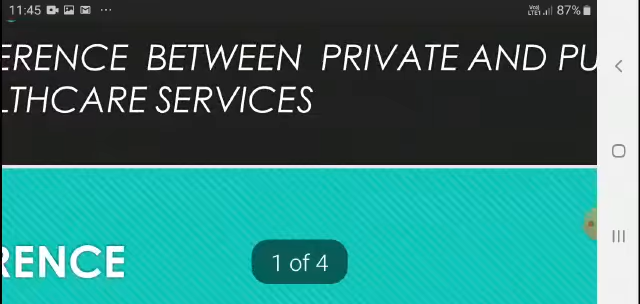 11:45 87%
ERENCE BETWEEN PRIVATE AND PU
LTHCARE SERVICES
RENCE
1 of 4